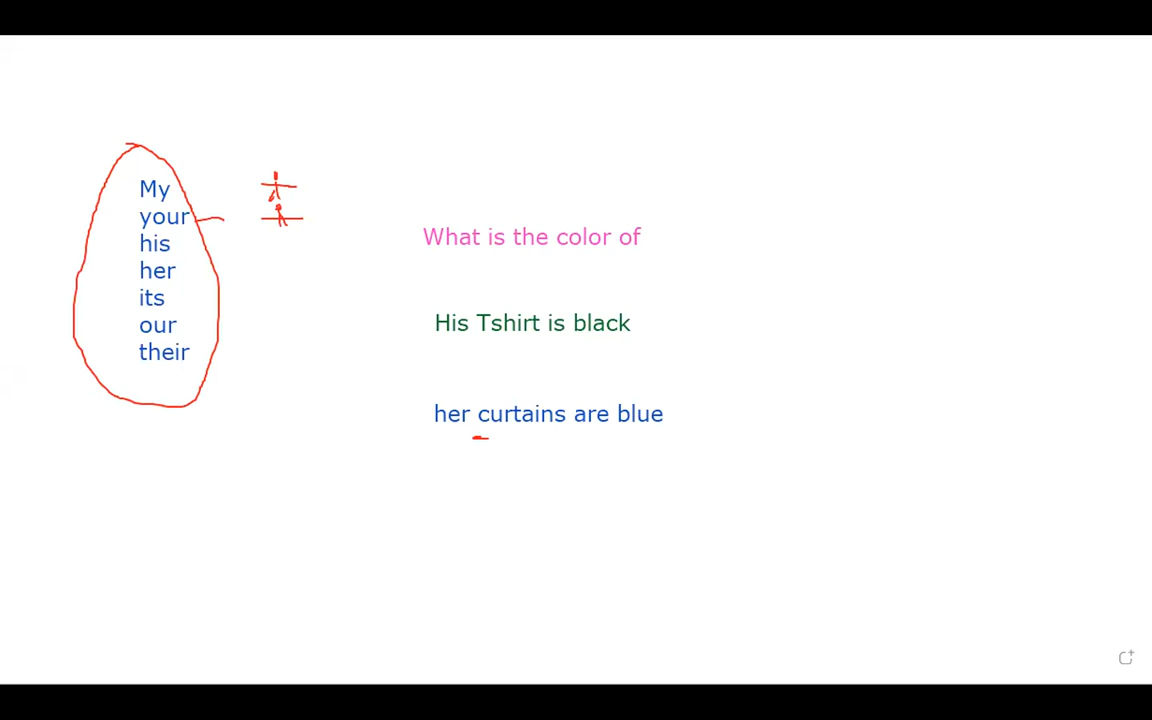 My
your
his
her
its
our
their
What is the color of
His Tshirt is black
her curtains are blue